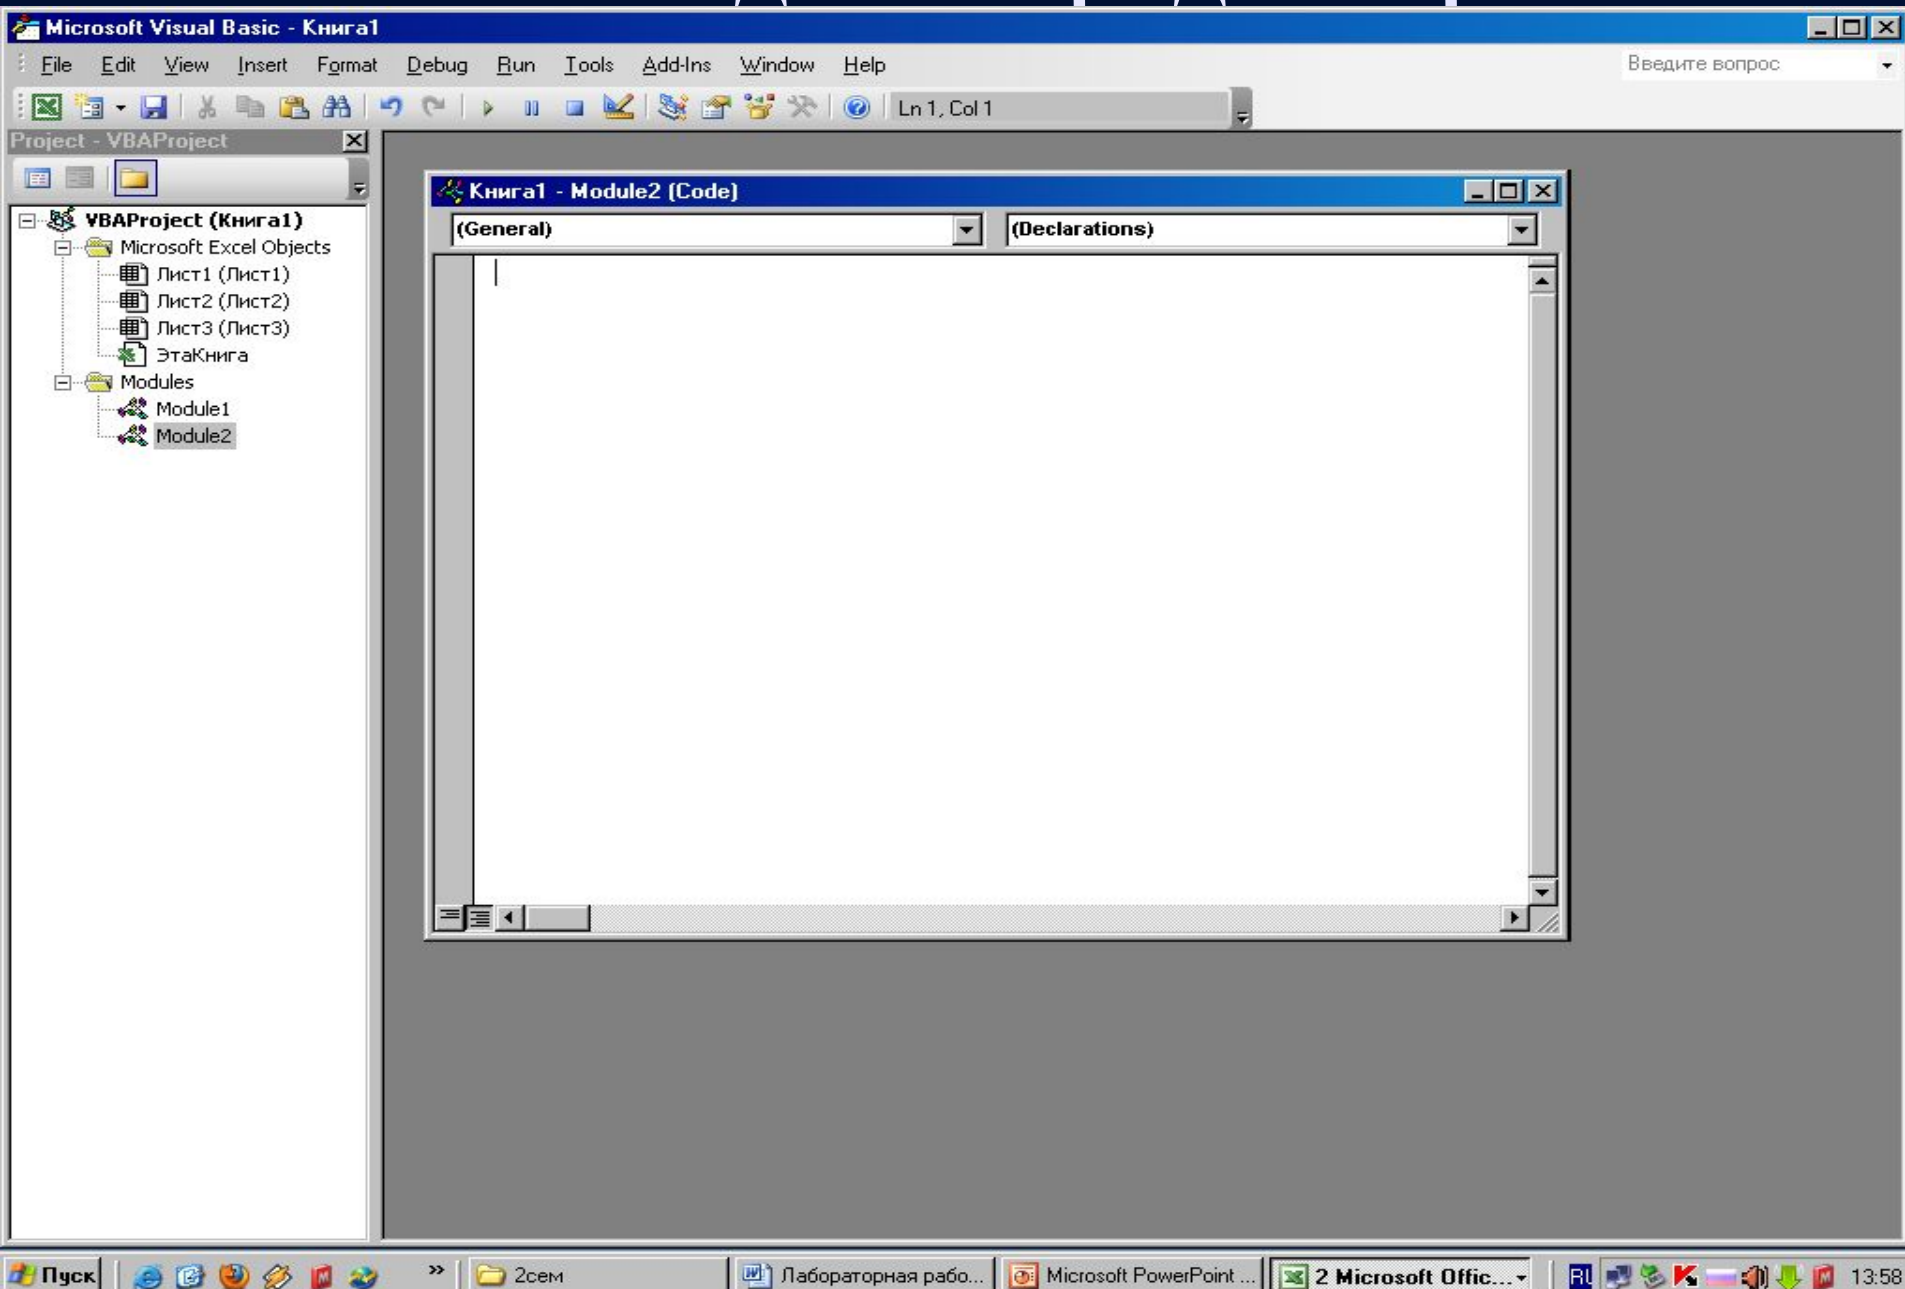 Microsoft Visual Basic - Книга1
File Edit View Insert Format Debug Run Tools Add-Ins Window Help Введите вопрос
Ln 1, Col 1
Project - VBAProject
Книга1 - Module2 (Code)
(General) (Declarations)
VBAProject (Книга1)
Microsoft Excel Objects
Лист1 (Лист1)
Лист2 (Лист2)
Лист3 (Лист3)
ЭтаКнига
Modules
Module1
Module2
Пуск » 2сем Лабораторная рабо... Microsoft PowerPoint ... 2 Microsoft Offic... RU 13:58